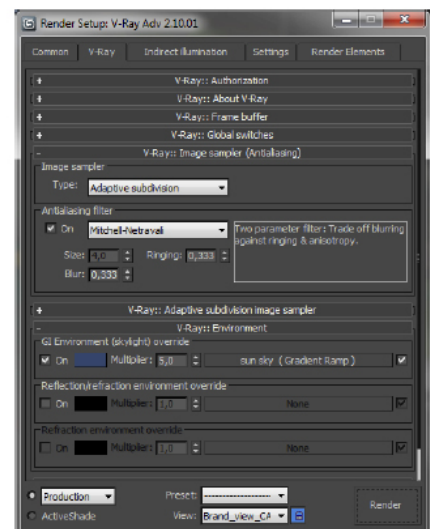 Render Setup: V-Ray Adv 2.10.01
Common V-Ray Indirect illumination Settings Render Elements
+ V-Ray:: Authorization
+ V-Ray:: About V-Ray
+ V-Ray:: Frame buffer
+ V-Ray:: Global switches
- V-Ray:: Image sampler (Antialiasing)
Image sampler
Type: Adaptive subdivision
Antialiasing filter
On Mitchell-Netravali
Two parameter filter: Trade off blurring
against ringing & anisotropy.
Size: 4,0 Ringing: 0,333
Blur: 0,333
+ V-Ray:: Adaptive subdivision image sampler
- V-Ray:: Environment
GI Environment (skylight) override
On Multiplier: 5,0 sun sky ( Gradient Ramp )
Reflection/refraction environment override
On Multiplier: 1,0 None
Refraction environment override
On Multiplier: 1,0 None
Production Preset: --------------------
ActiveShade View: Brand_view_CA Render